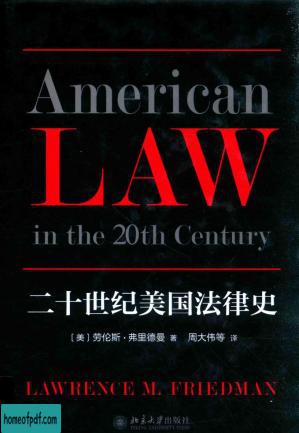 American
LAW
in the 20th Century
二十世纪美国法律史
[美] 劳伦斯·弗里德曼 著 周大伟等 译
LAWRENCE M. FRIEDMAN
北京大学出版社
homeofpdf.com